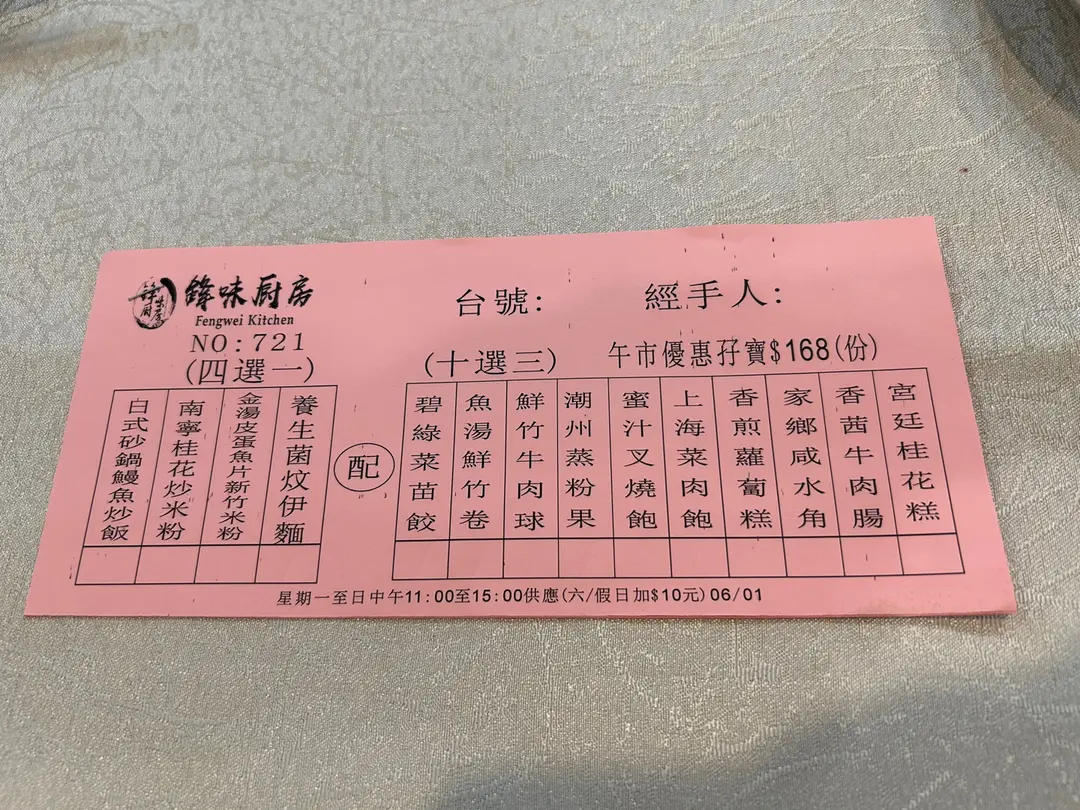 鋒味廚房
鋒味厨房
Fengwei Kitchen
NO:721
台號:
經手人:
(四選一)
(十選三)
午市優惠孖寶$168(份)
白式砂鍋鰻魚炒飯
南寧桂花炒米粉
金湯皮蛋魚片新竹米粉
養生菌炆伊麵
配
碧綠菜苗餃
魚湯鮮竹卷
鮮竹牛肉球
潮州蒸粉果
蜜汁叉燒飽
上海菜肉飽
香煎蘿蔔糕
家鄉咸水角
香茜牛肉腸
宮廷桂花糕
星期一至日中午11:00至15:00供應(六/假日加$10元)06/01